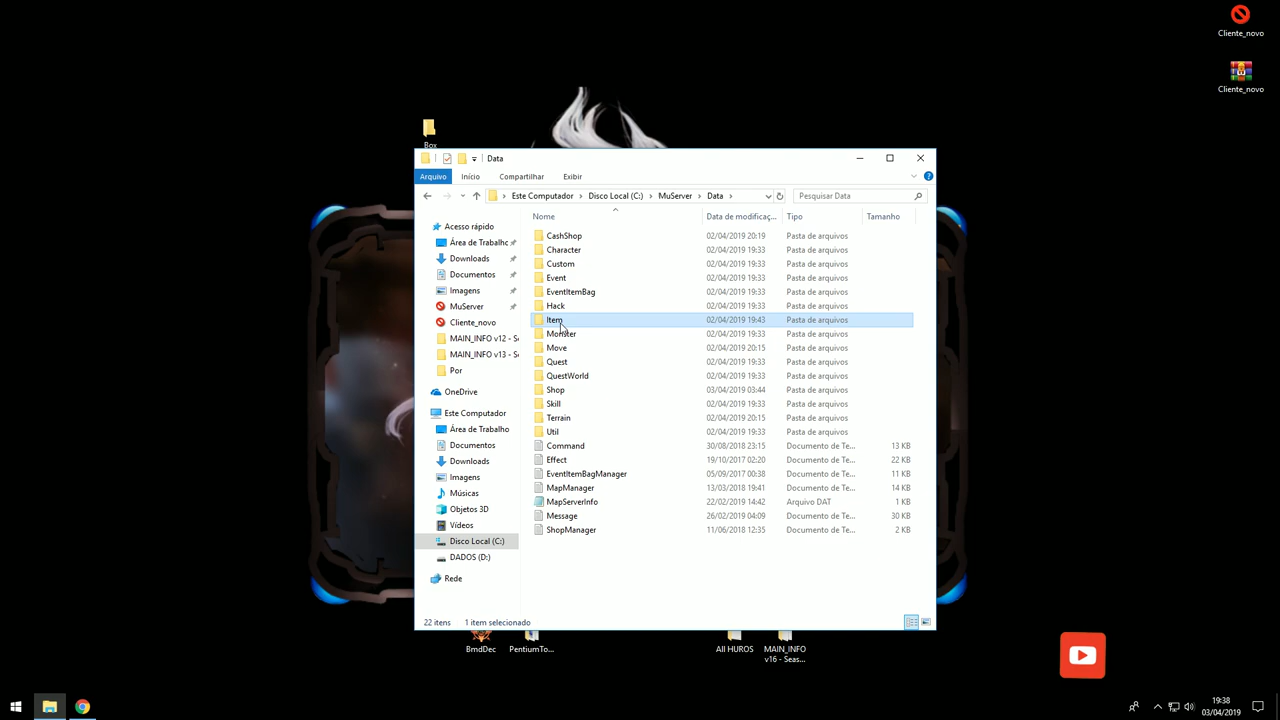 Cliente_novo
Cliente_novo
Box
Data
Arquivo
Início
Compartilhar
Exibir
Este Computador
Disco Local (C:)
MuServer
Data
Pesquisar Data
Nome
Data de modificaç...
Tipo
Tamanho
Acesso rápido
Área de Trabalho
Downloads
Documentos
Imagens
MuServer
Cliente_novo
MAIN_INFO v12 - Se
MAIN_INFO v13 - Se
Por
OneDrive
Este Computador
Área de Trabalho
Documentos
Downloads
Imagens
Músicas
Objetos 3D
Vídeos
Disco Local (C:)
DADOS (D:)
Rede
CashShop 02/04/2019 20:19 Pasta de arquivos
Character 02/04/2019 19:33 Pasta de arquivos
Custom 02/04/2019 19:33 Pasta de arquivos
Event 02/04/2019 19:33 Pasta de arquivos
EventItemBag 02/04/2019 19:33 Pasta de arquivos
Hack 02/04/2019 19:33 Pasta de arquivos
Item 02/04/2019 19:43 Pasta de arquivos
Monster 02/04/2019 19:33 Pasta de arquivos
Move 02/04/2019 20:15 Pasta de arquivos
Quest 02/04/2019 19:33 Pasta de arquivos
QuestWorld 02/04/2019 19:33 Pasta de arquivos
Shop 03/04/2019 03:44 Pasta de arquivos
Skill 02/04/2019 19:33 Pasta de arquivos
Terrain 02/04/2019 20:15 Pasta de arquivos
Util 02/04/2019 19:33 Pasta de arquivos
Command 30/08/2018 23:15 Documento de Te... 13 KB
Effect 19/10/2017 02:20 Documento de Te... 22 KB
EventItemBagManager 05/09/2017 00:38 Documento de Te... 11 KB
MapManager 13/03/2018 19:41 Documento de Te... 14 KB
MapServerInfo 22/02/2019 14:42 Arquivo DAT 1 KB
Message 26/02/2019 04:09 Documento de Te... 30 KB
ShopManager 11/06/2018 12:35 Documento de Te... 2 KB
22 itens 1 item selecionado
BmdDec
PentiumTo...
All HUROS
MAIN_INFO
v16 - Seas...
19:38
03/04/2019